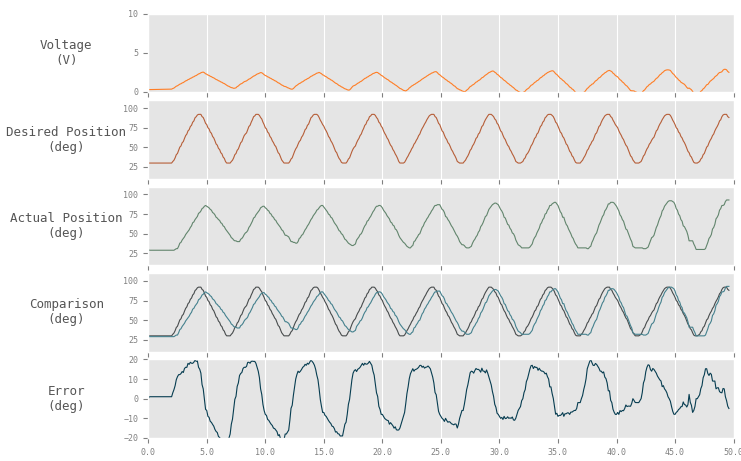 Voltage
(V)
10
5
0
Desired Position
(deg)
100
75
50
25
Actual Position
(deg)
100
75
50
25
Comparison
(deg)
100
75
50
25
Error
(deg)
20
10
0
−10
−20
0.0 5.0 10.0 15.0 20.0 25.0 30.0 35.0 40.0 45.0 50.0